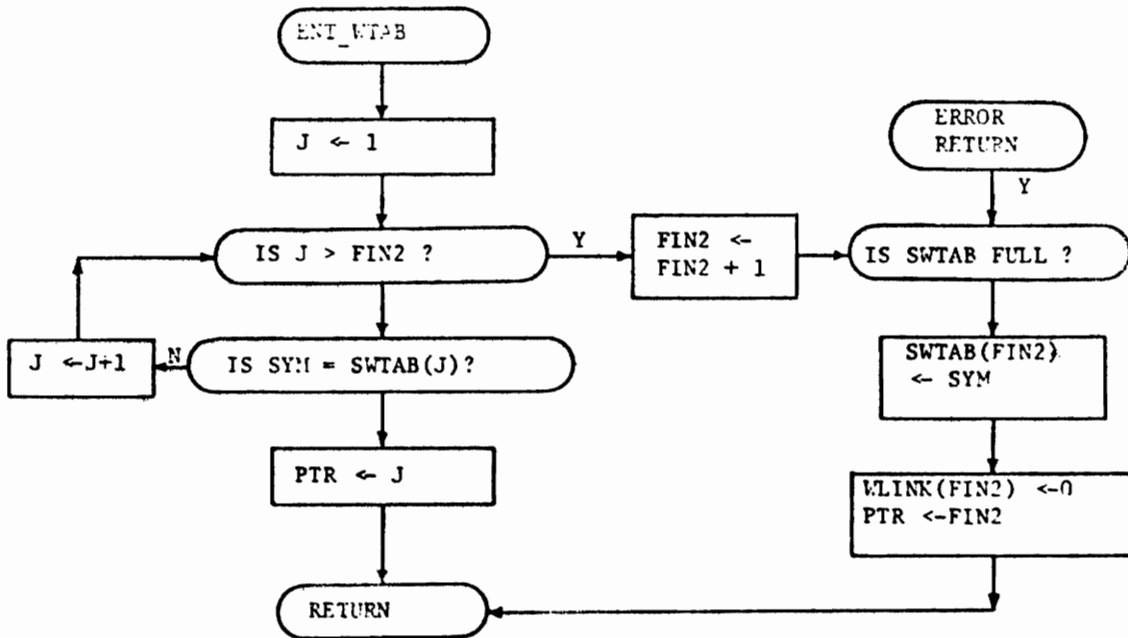 ENT_WTAB
J ← 1
IS J > FIN2 ?
Y
FIN2 ←
FIN2 + 1
ERROR
RETURN
Y
IS SWTAB FULL ?
J ←J+1
N
IS SYM = SWTAB(J)?
SWTAB(FIN2)
← SYM
PTR ← J
WLINK(FIN2) ←0
PTR ←FIN2
RETURN